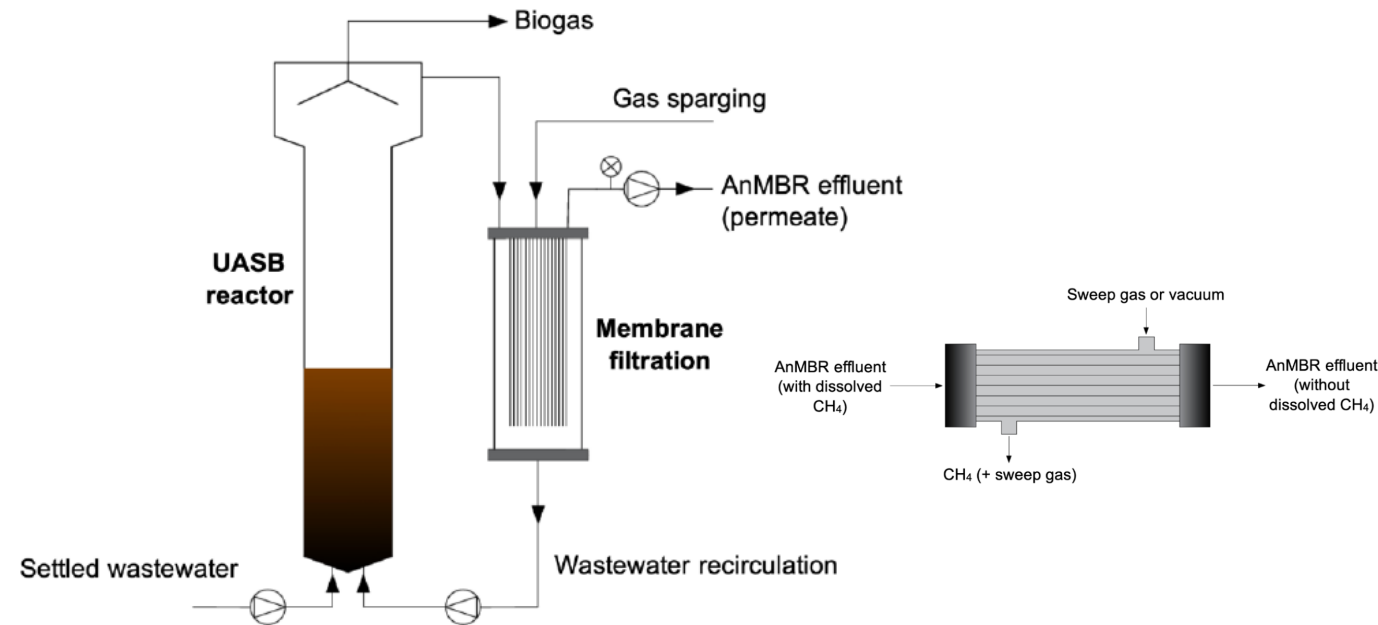 Biogas
Gas sparging
AnMBR effluent
(permeate)
UASB
reactor
Membrane
filtration
Settled wastewater
Wastewater recirculation
Sweep gas or vacuum
AnMBR effluent
(with dissolved
CH₄)
AnMBR effluent
(without
dissolved CH₄)
CH₄ (+ sweep gas)